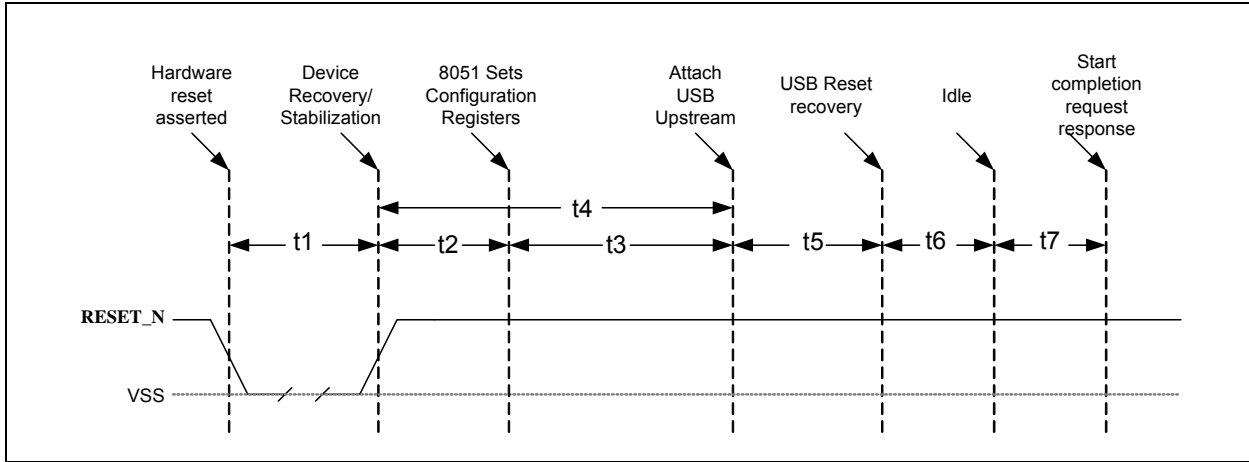 Hardware
reset
asserted
Device
Recovery/
Stabilization
8051 Sets
Configuration
Registers
Attach
USB
Upstream
USB Reset
recovery
Idle
Start
completion
request
response
t4
t1
t2
t3
t5
t6
t7
RESET_N
VSS